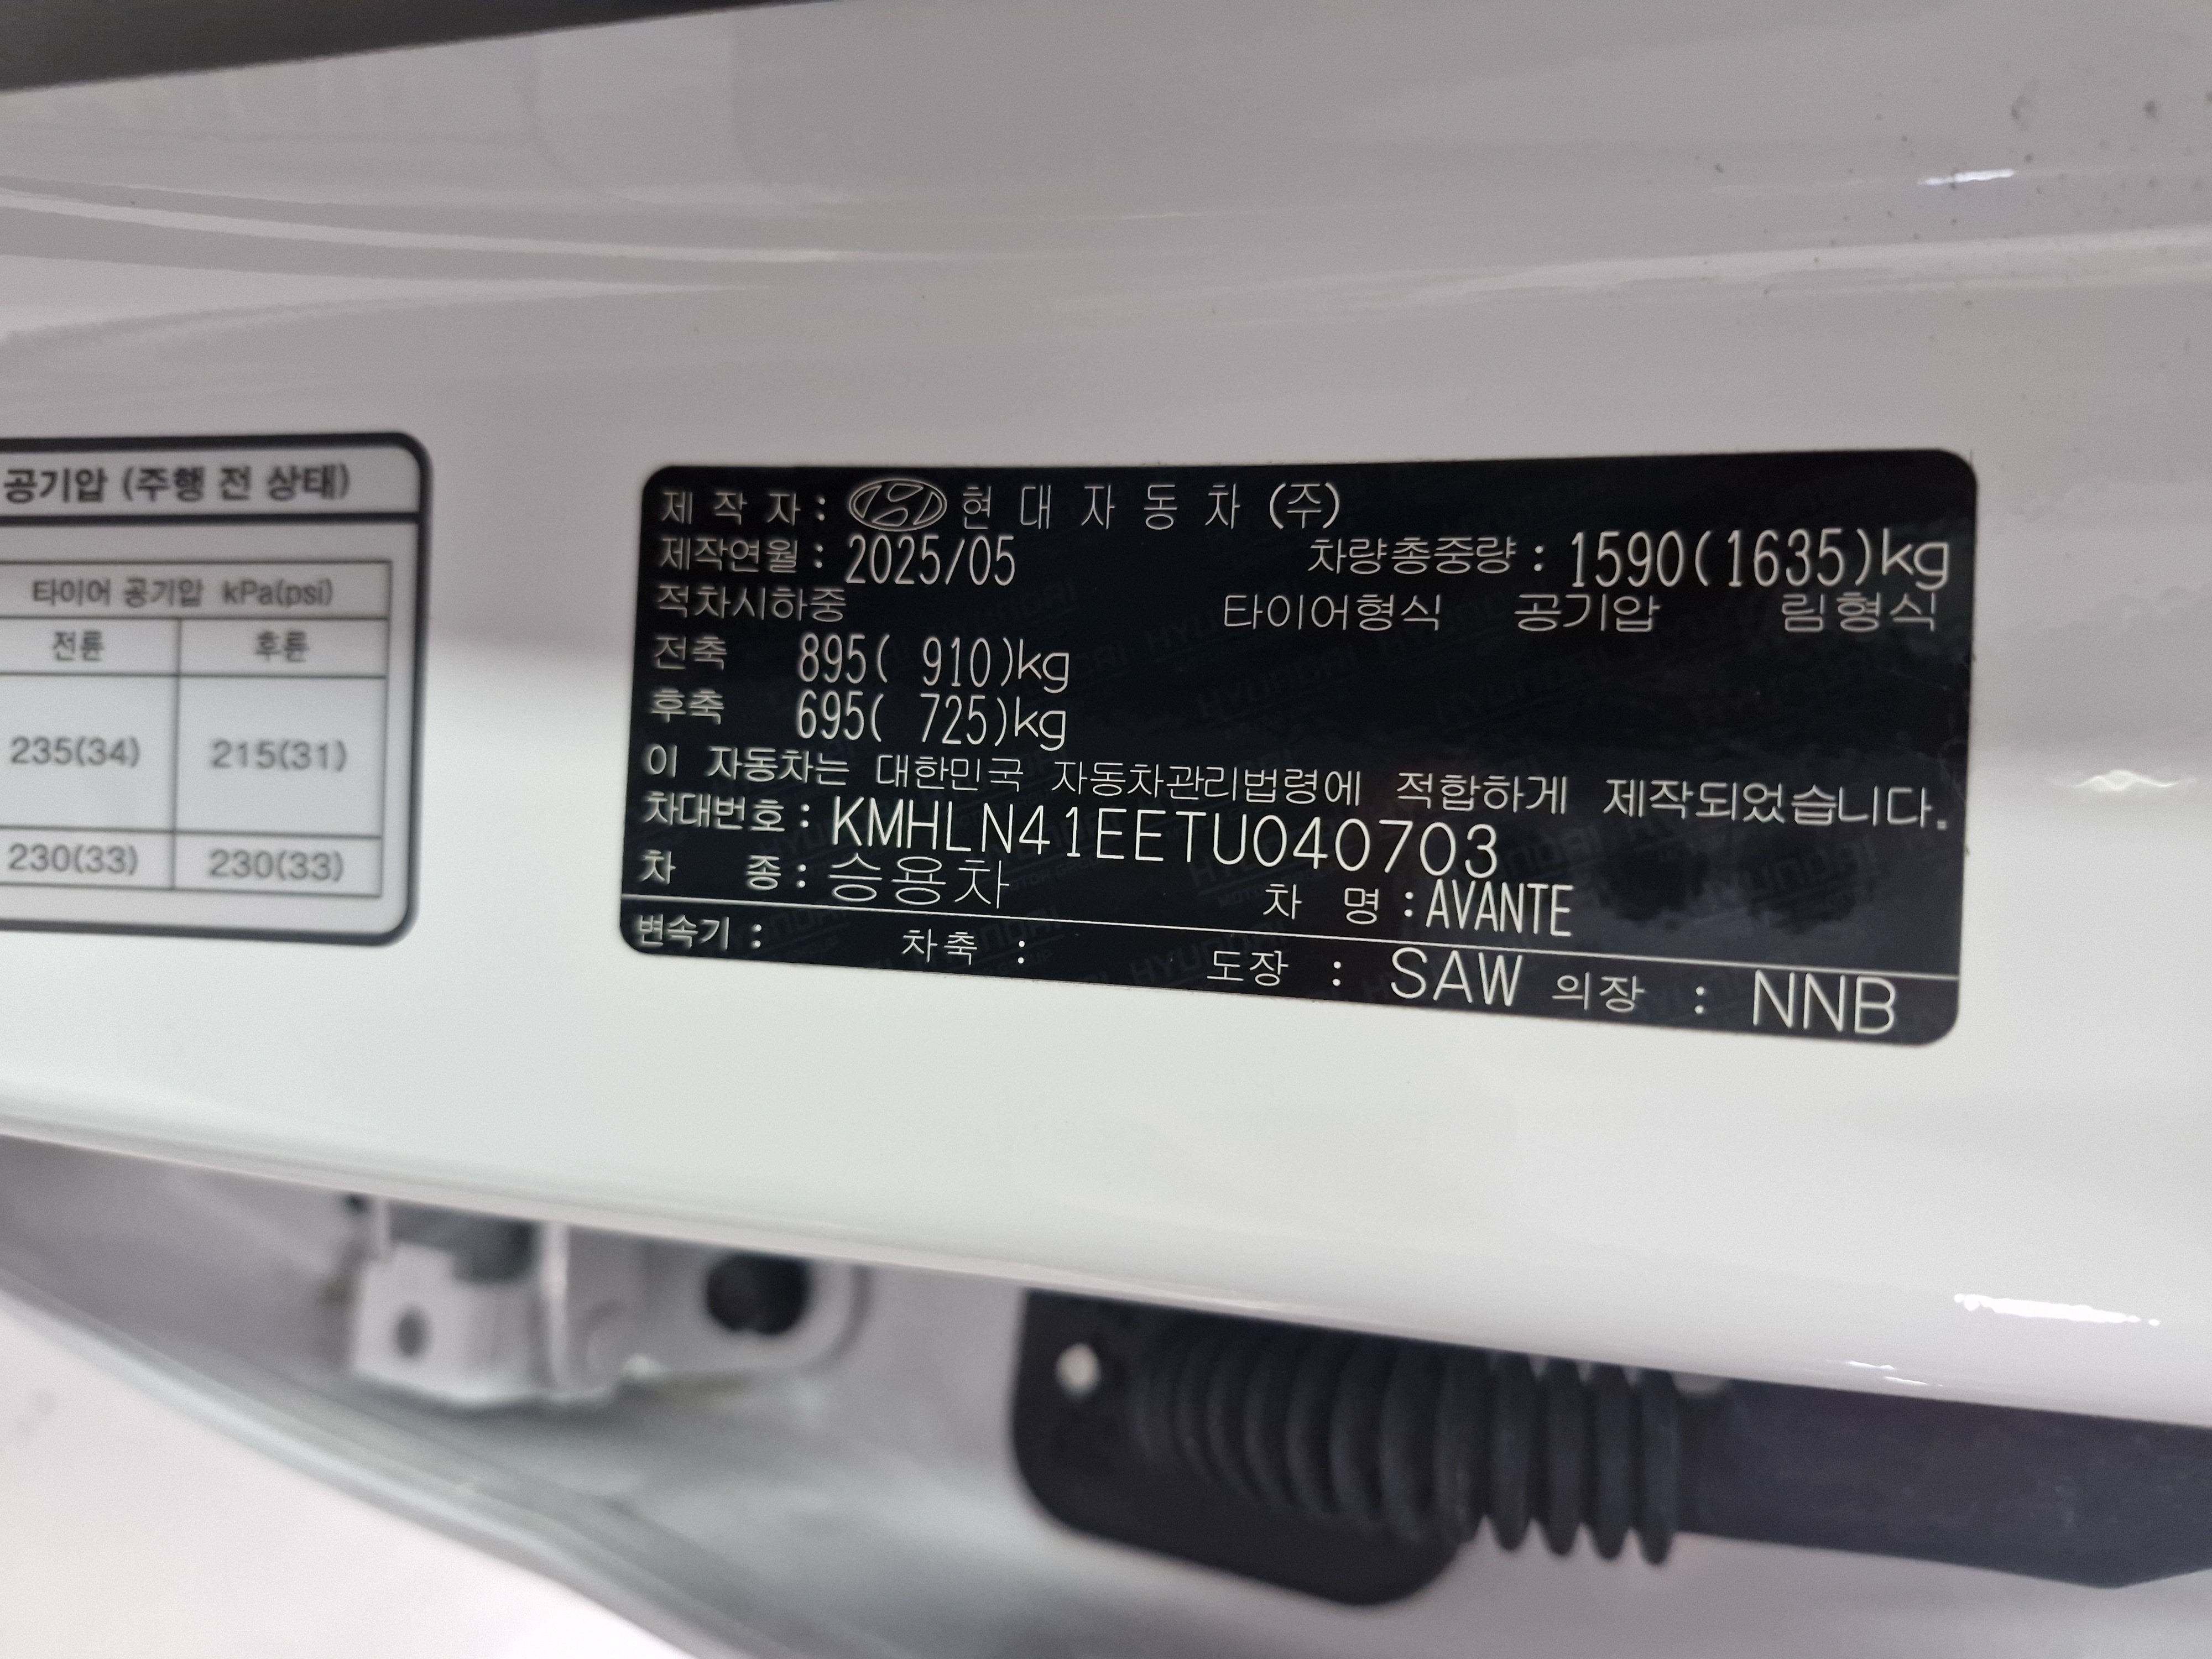 공기압 (주행 전 상태)
타이어 공기압 kPa(psi)
전륜 후륜
235(34) 215(31)
230(33) 230(33)
제 작 자 : 현 대 자 동 차 (주)
제작연월 : 2025/05 차량총중량 : 1590(1635)kg
적차시하중 타이어형식 공기압 림형식
전축 895( 910)kg
후축 695( 725)kg
이 자동차는 대한민국 자동차관리법령에 적합하게 제작되었습니다.
차대번호 : KMHLN41EETU040703
차 종 : 승용차 차 명 : AVANTE
변속기 : 차축 : 도장 : SAW 의장 : NNB